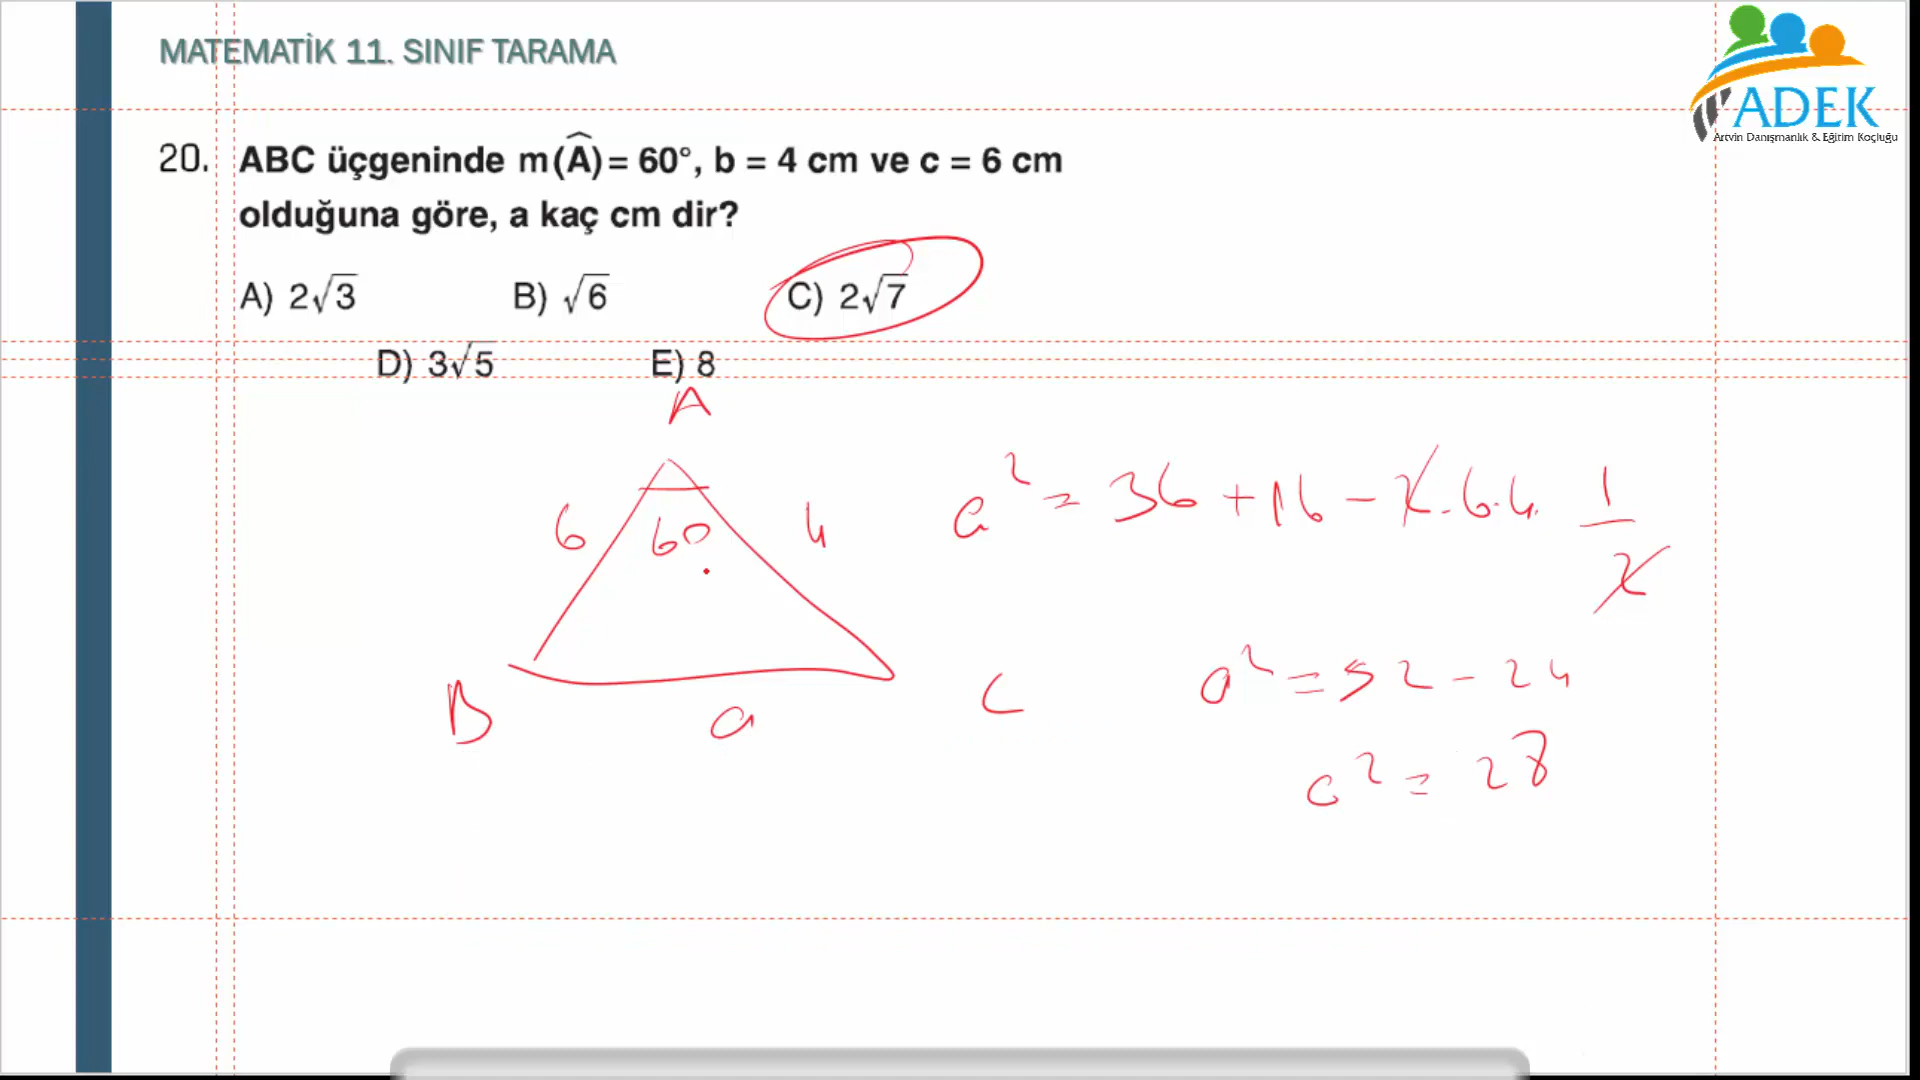 MATEMATİK 11. SINIF TARAMA
ADEK
Artvin Danışmanlık & Eğitim Koçluğu
20. ABC üçgeninde m(Â) = 60°, b = 4 cm ve c = 6 cm
olduğuna göre, a kaç cm dir?
A) 2√3 B) √6 C) 2√7
D) 3√5 E) 8
A
6 60 4
B a C
a² = 36 + 16 - 2.6.4. 1/2
a² = 52 - 24
a² = 28